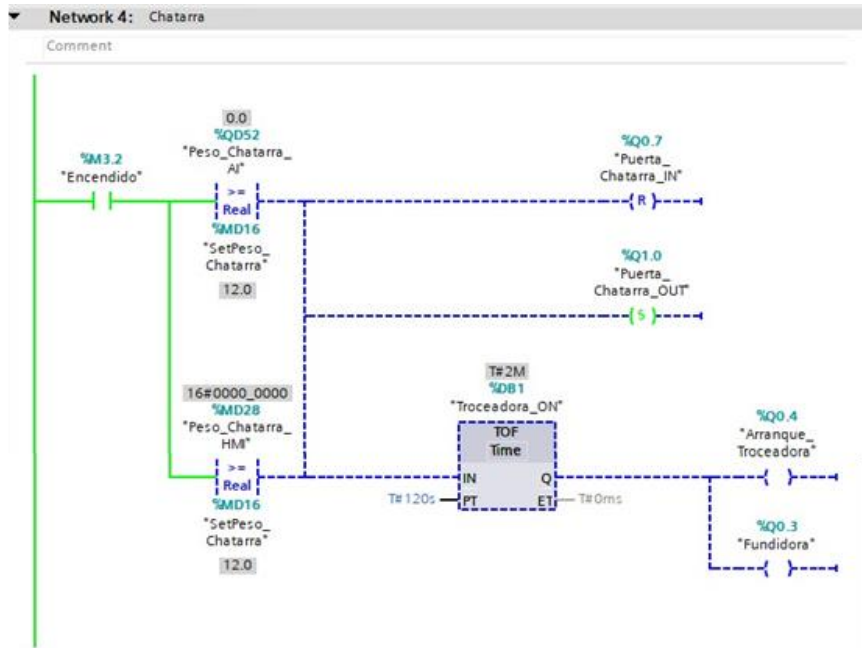 Network 4: Chatarra
Comment
0.0
%QD52
"Peso_Chatarra_
AI"
>=
Real
%MD16
"SetPeso_
Chatarra"
12.0
%M3.2
"Encendido"
%Q0.7
"Puerta_
Chatarra_IN"
R
%Q1.0
"Puerta_
Chatarra_OUT"
S
16#0000_0000
%MD28
"Peso_Chatarra_
HMI"
>=
Real
%MD16
"SetPeso_
Chatarra"
12.0
T#2M
%DB1
"Troceadora_ON"
TOF
Time
IN Q
T#120s PT ET T#0ms
%Q0.4
"Arranque_
Troceadora"
%Q0.3
"Fundidora"